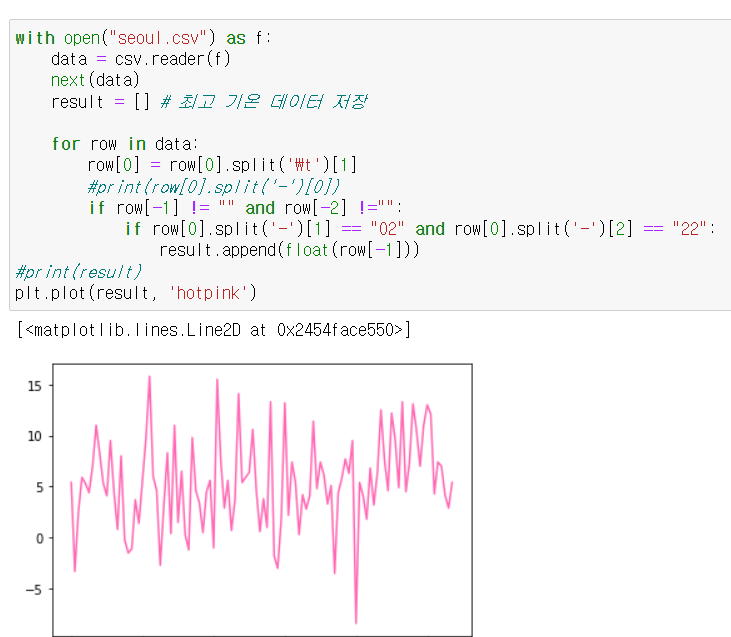 with open("seoul.csv") as f:
    data = csv.reader(f)
    next(data)
    result = [] # 최고 기온 데이터 저장

    for row in data:
        row[0] = row[0].split('₩t')[1]
        #print(row[0].split('-')[0])
        if row[-1] != "" and row[-2] !="":
            if row[0].split('-')[1] == "02" and row[0].split('-')[2] == "22":
                result.append(float(row[-1]))
#print(result)
plt.plot(result, 'hotpink')
[<matplotlib.lines.Line2D at 0x2454face550>]
15
10
5
0
−5